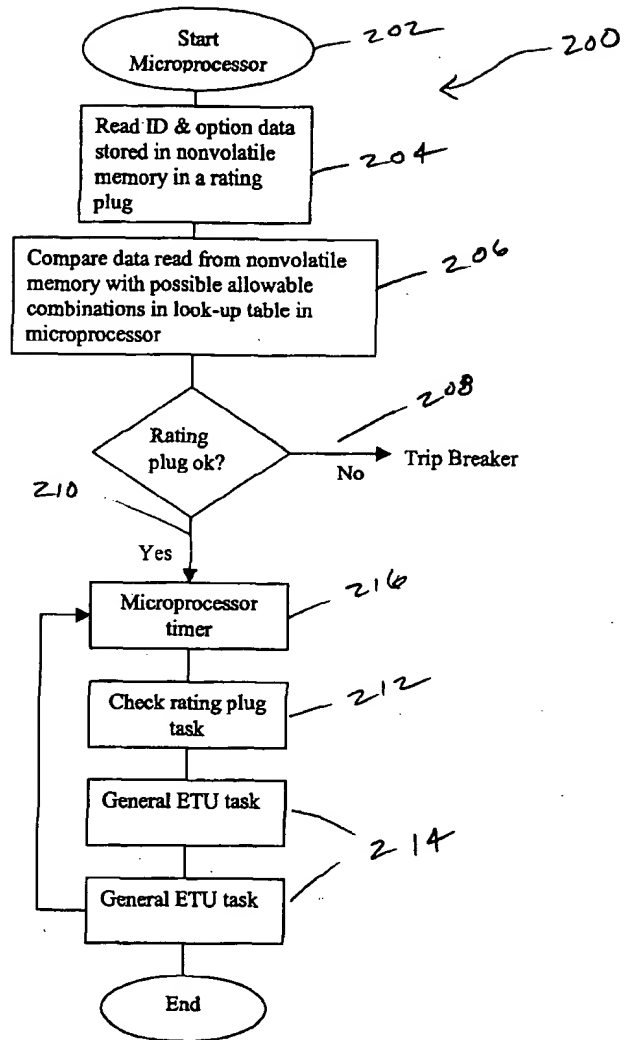 Start
Microprocessor
202
200
Read ID & option data
stored in nonvolatile
memory in a rating
plug
204
Compare data read from nonvolatile
memory with possible allowable
combinations in look-up table in
microprocessor
206
Rating
plug ok?
208
No
Trip Breaker
210
Yes
Microprocessor
timer
216
Check rating plug
task
212
General ETU task
214
General ETU task
End